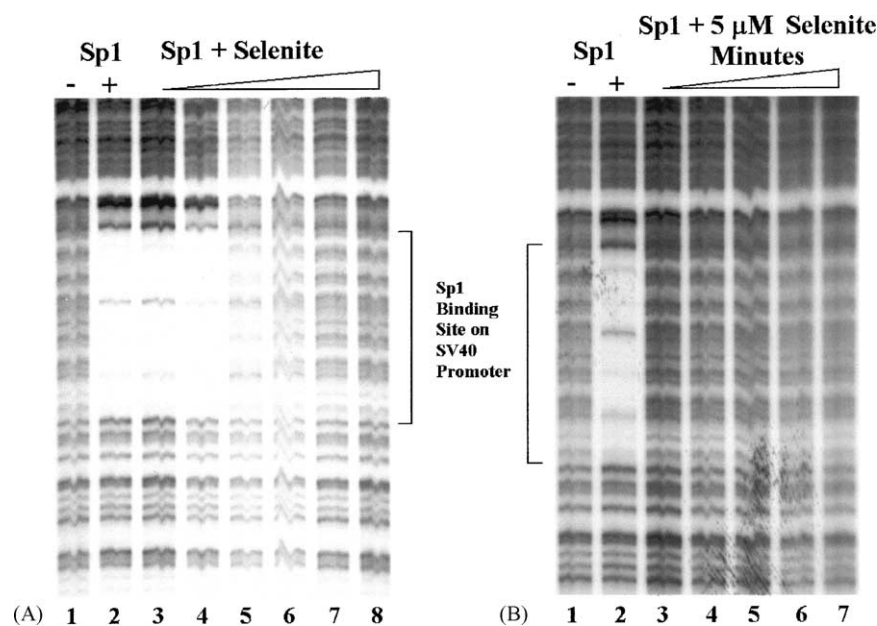 Sp1 Sp1 + Selenite
- +
Sp1
Binding
Site on
SV40
Promoter
(A) 1 2 3 4 5 6 7 8
Sp1 + 5 µM Selenite
Sp1 Minutes
- +
(B) 1 2 3 4 5 6 7